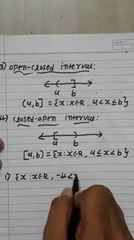 3) open-closed interval:
a b
(a,b] = {x:x∈R, a<x≤b}
4) closed-open interval:
a b
[a,b) = {x:x∈R, a≤x<b}
1) {x:x∈R, -4<